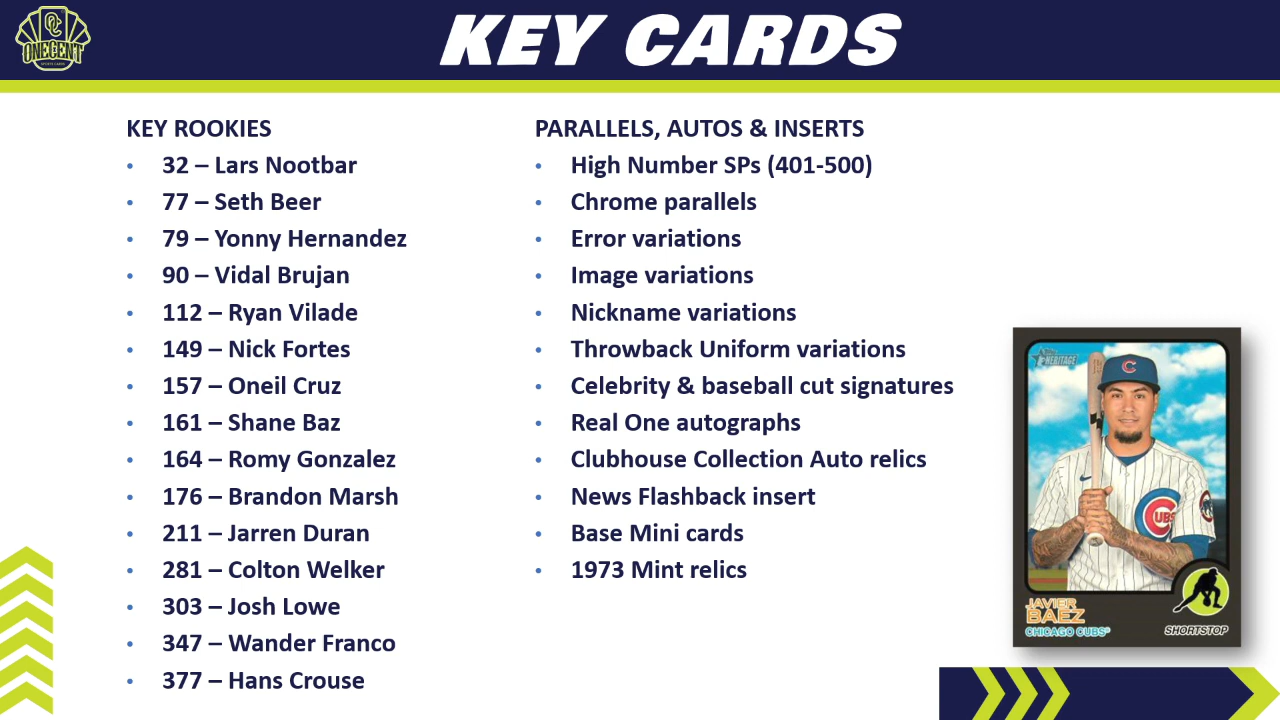 OC
ONECENT
SPORTS CARDS
KEY CARDS
KEY ROOKIES
• 32 – Lars Nootbar
• 77 – Seth Beer
• 79 – Yonny Hernandez
• 90 – Vidal Brujan
• 112 – Ryan Vilade
• 149 – Nick Fortes
• 157 – Oneil Cruz
• 161 – Shane Baz
• 164 – Romy Gonzalez
• 176 – Brandon Marsh
• 211 – Jarren Duran
• 281 – Colton Welker
• 303 – Josh Lowe
• 347 – Wander Franco
• 377 – Hans Crouse
PARALLELS, AUTOS & INSERTS
• High Number SPs (401-500)
• Chrome parallels
• Error variations
• Image variations
• Nickname variations
• Throwback Uniform variations
• Celebrity & baseball cut signatures
• Real One autographs
• Clubhouse Collection Auto relics
• News Flashback insert
• Base Mini cards
• 1973 Mint relics
HERITAGE
C
CUBS
JAVIER
BAEZ
CHICAGO CUBS®
SHORTSTOP